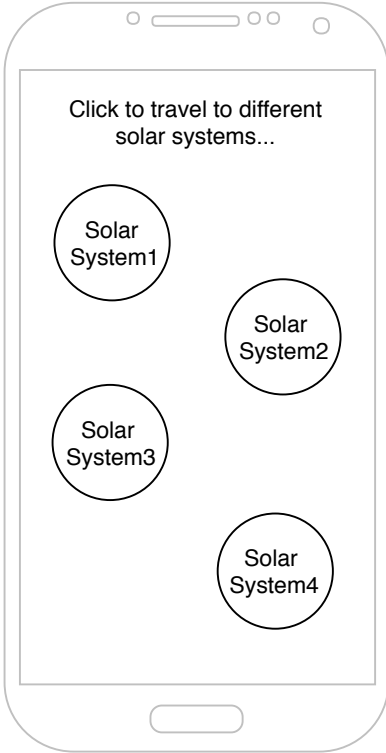 Click to travel to different
solar systems...
Solar
System1
Solar
System2
Solar
System3
Solar
System4